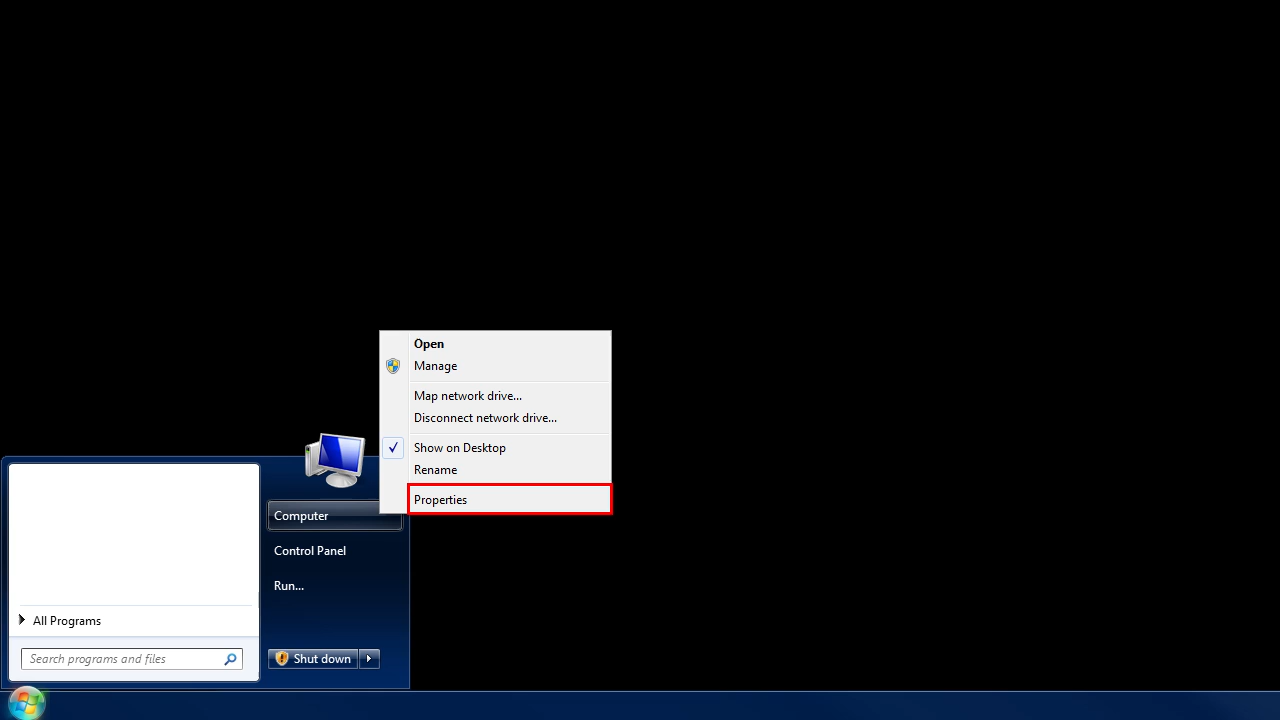 Open
Manage
Map network drive...
Disconnect network drive...
Show on Desktop
Rename
Properties
Computer
Control Panel
Run...
All Programs
Search programs and files
Shut down